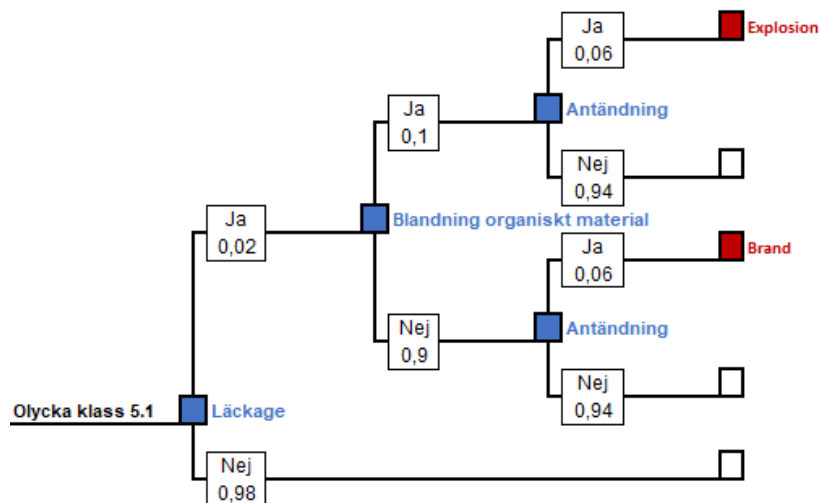 Ja
0,06
Explosion
Ja
0,1
Antändning
Nej
0,94
Ja
0,02
Blandning organiskt material
Ja
0,06
Brand
Nej
0,9
Antändning
Nej
0,94
Olycka klass 5.1
Läckage
Nej
0,98